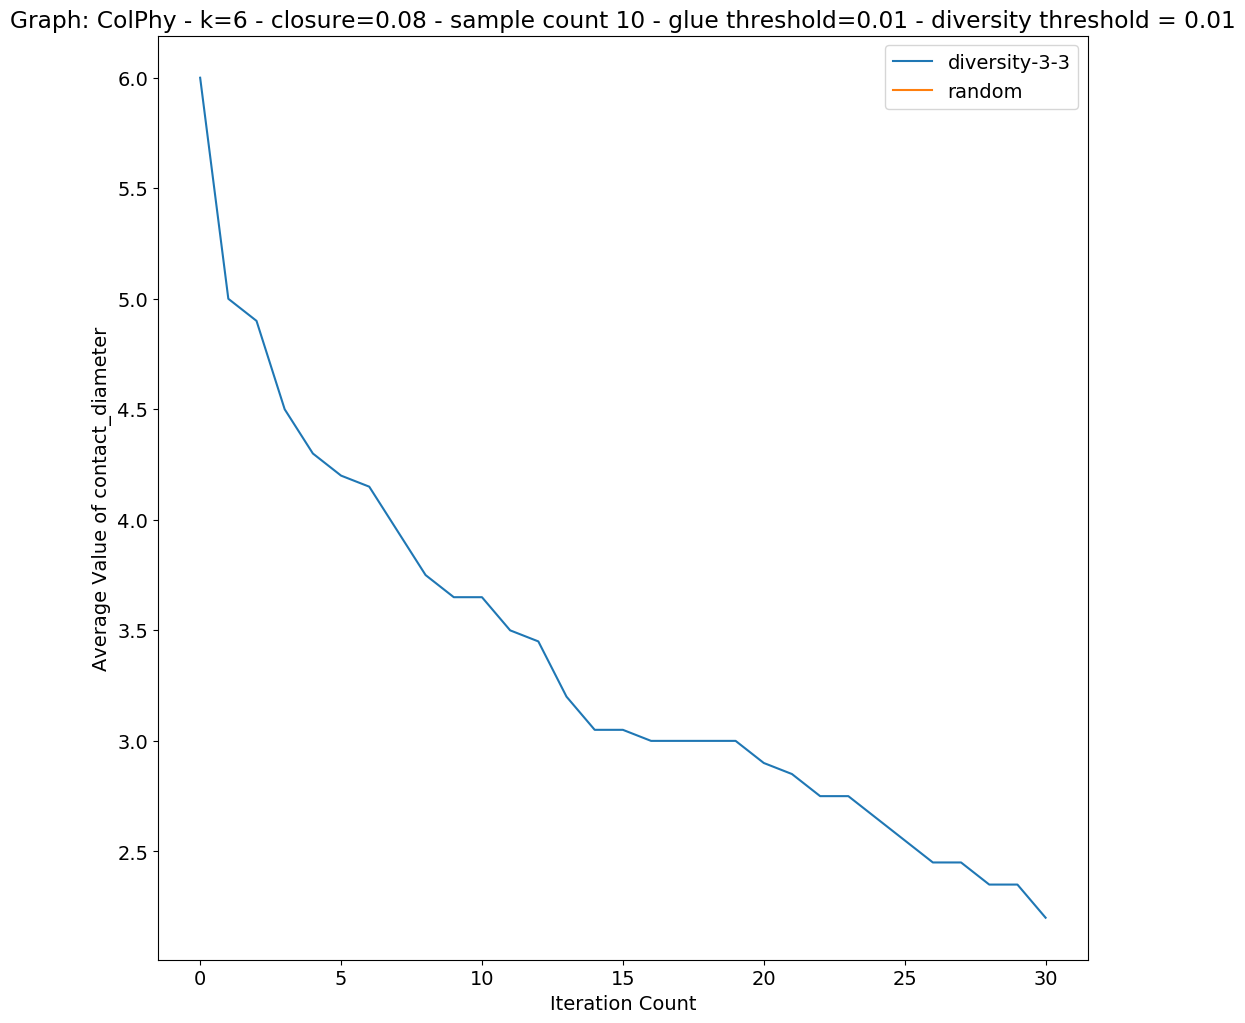 Graph: ColPhy - k=6 - closure=0.08 - sample count 10 - glue threshold=0.01 - diversity threshold = 0.01
diversity-3-3
random
6.0
5.5
5.0
4.5
4.0
3.5
3.0
2.5
Average Value of contact_diameter
0 5 10 15 20 25 30
Iteration Count